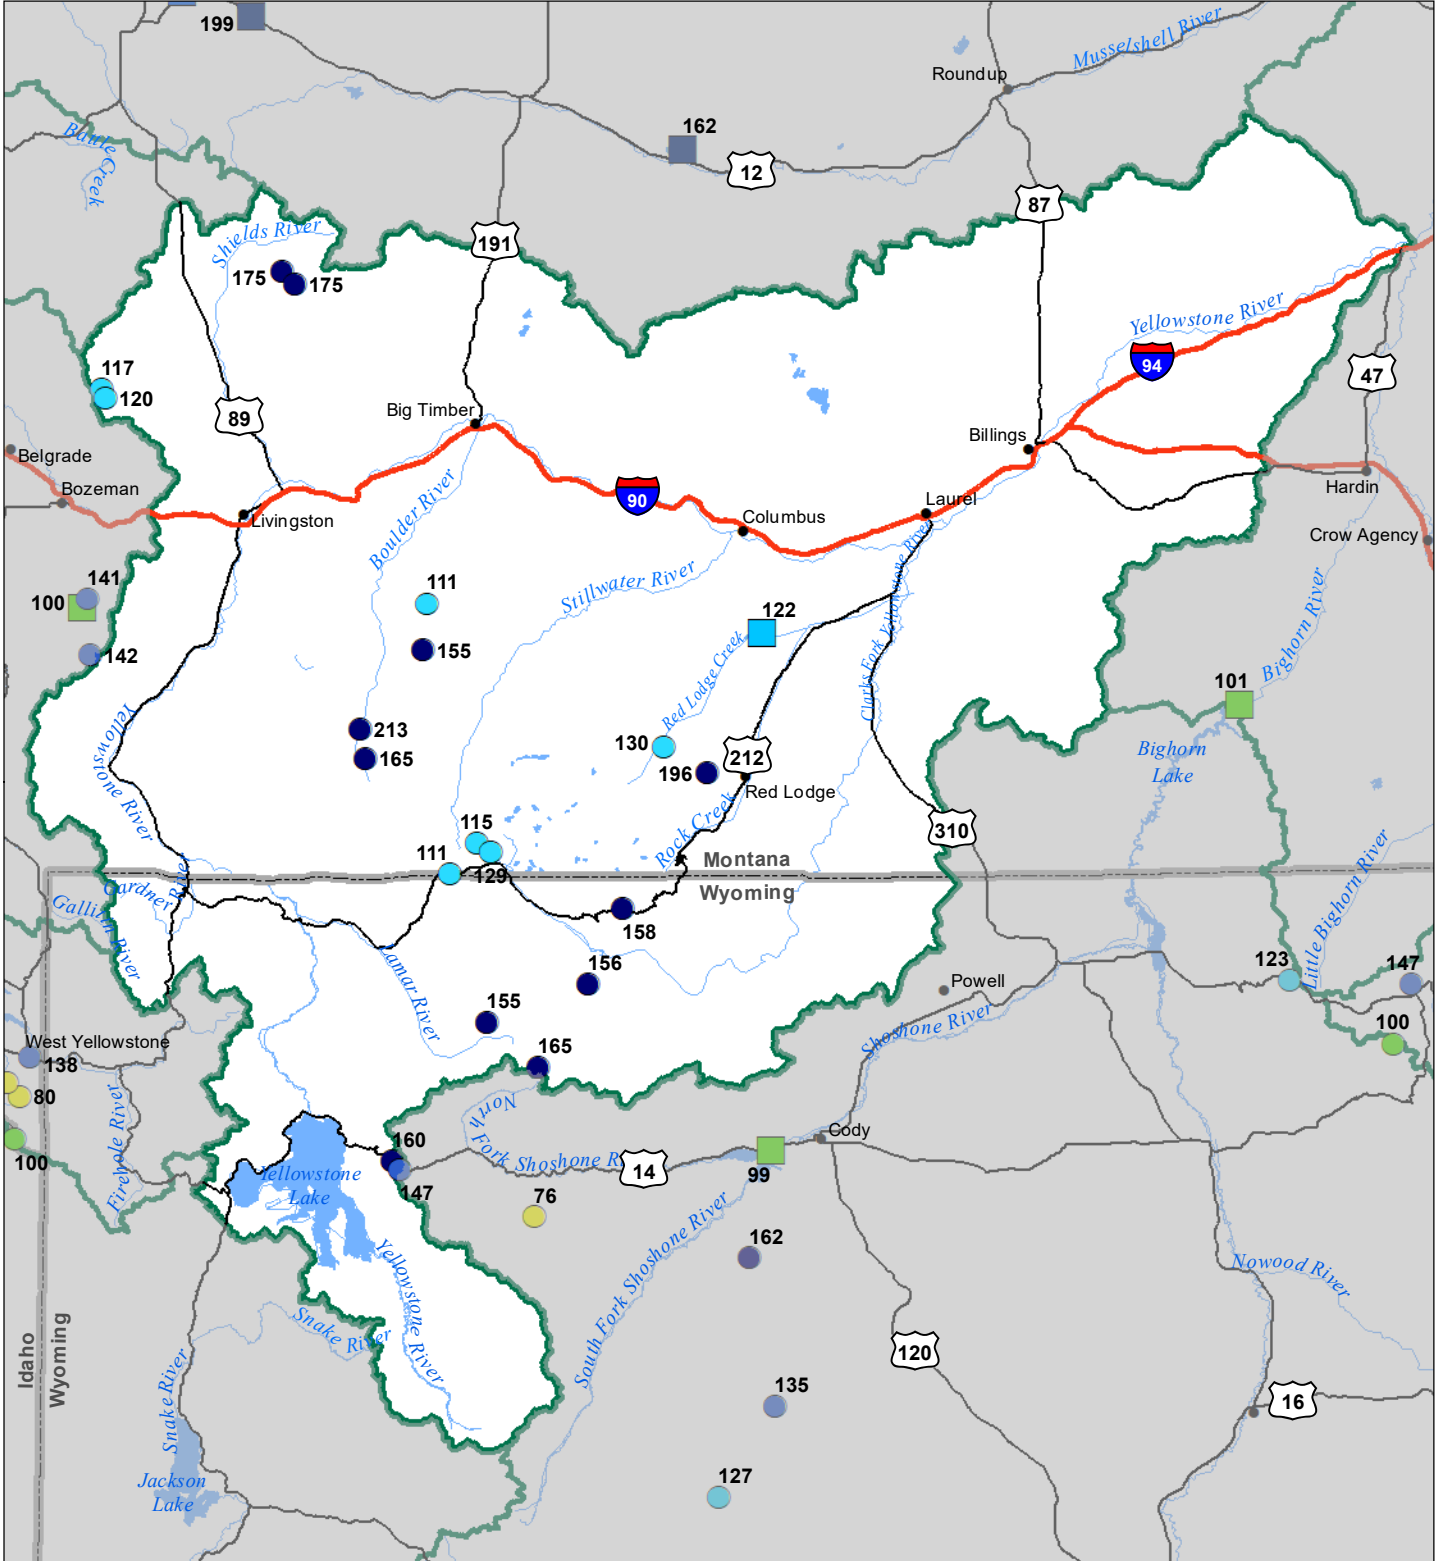 199
Musselshell River
Roundup
162
12
Battle Creek
87
191
Shields River
175
175
Yellowstone River
94
47
117
120
89
Big Timber
Billings
Belgrade
Bozeman
Livingston
90
Columbus
Laurel
Hardin
Crow Agency
Boulder River
Stillwater River
141
100
142
111
155
122
Red Lodge Creek
Clarks Fork Yellowstone River
Bighorn River
101
Bighorn
Lake
213
165
130
196
212
Red Lodge
Yellowstone River
Rock Creek
310
115
111
129
Montana
Wyoming
Gardner River
Gallatin River
Little Bighorn River
158
156
155
165
Lamar River
Powell
Shoshone River
123
147
100
West Yellowstone
138
80
100
Firehole River
North Fork Shoshone R
14
Cody
99
160
147
Yellowstone
Lake
76
162
South Fork Shoshone River
Yellowstone River
Nowood River
Snake River
Idaho
Wyoming
Snake River
120
16
135
127
Jackson
Lake